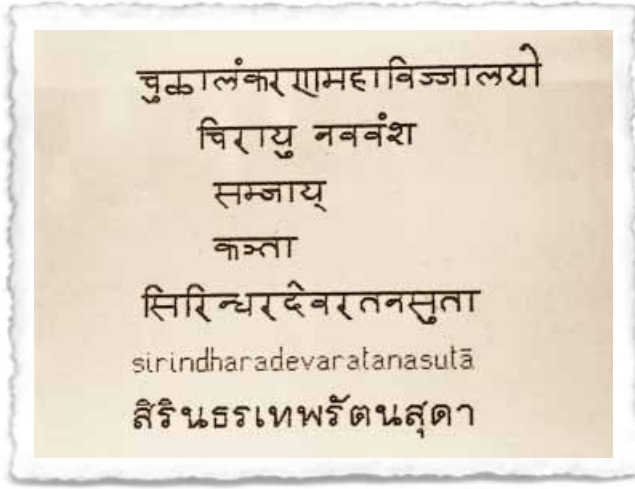 चुळालंकरणमहाविज्जालयो
चिरायु नववंश
सम्जाय्
कञ्ता
सिरिन्धरदेवरतनसुता
sirindharadevaratanasutā
สิรินธรเทพรัตนสุดา